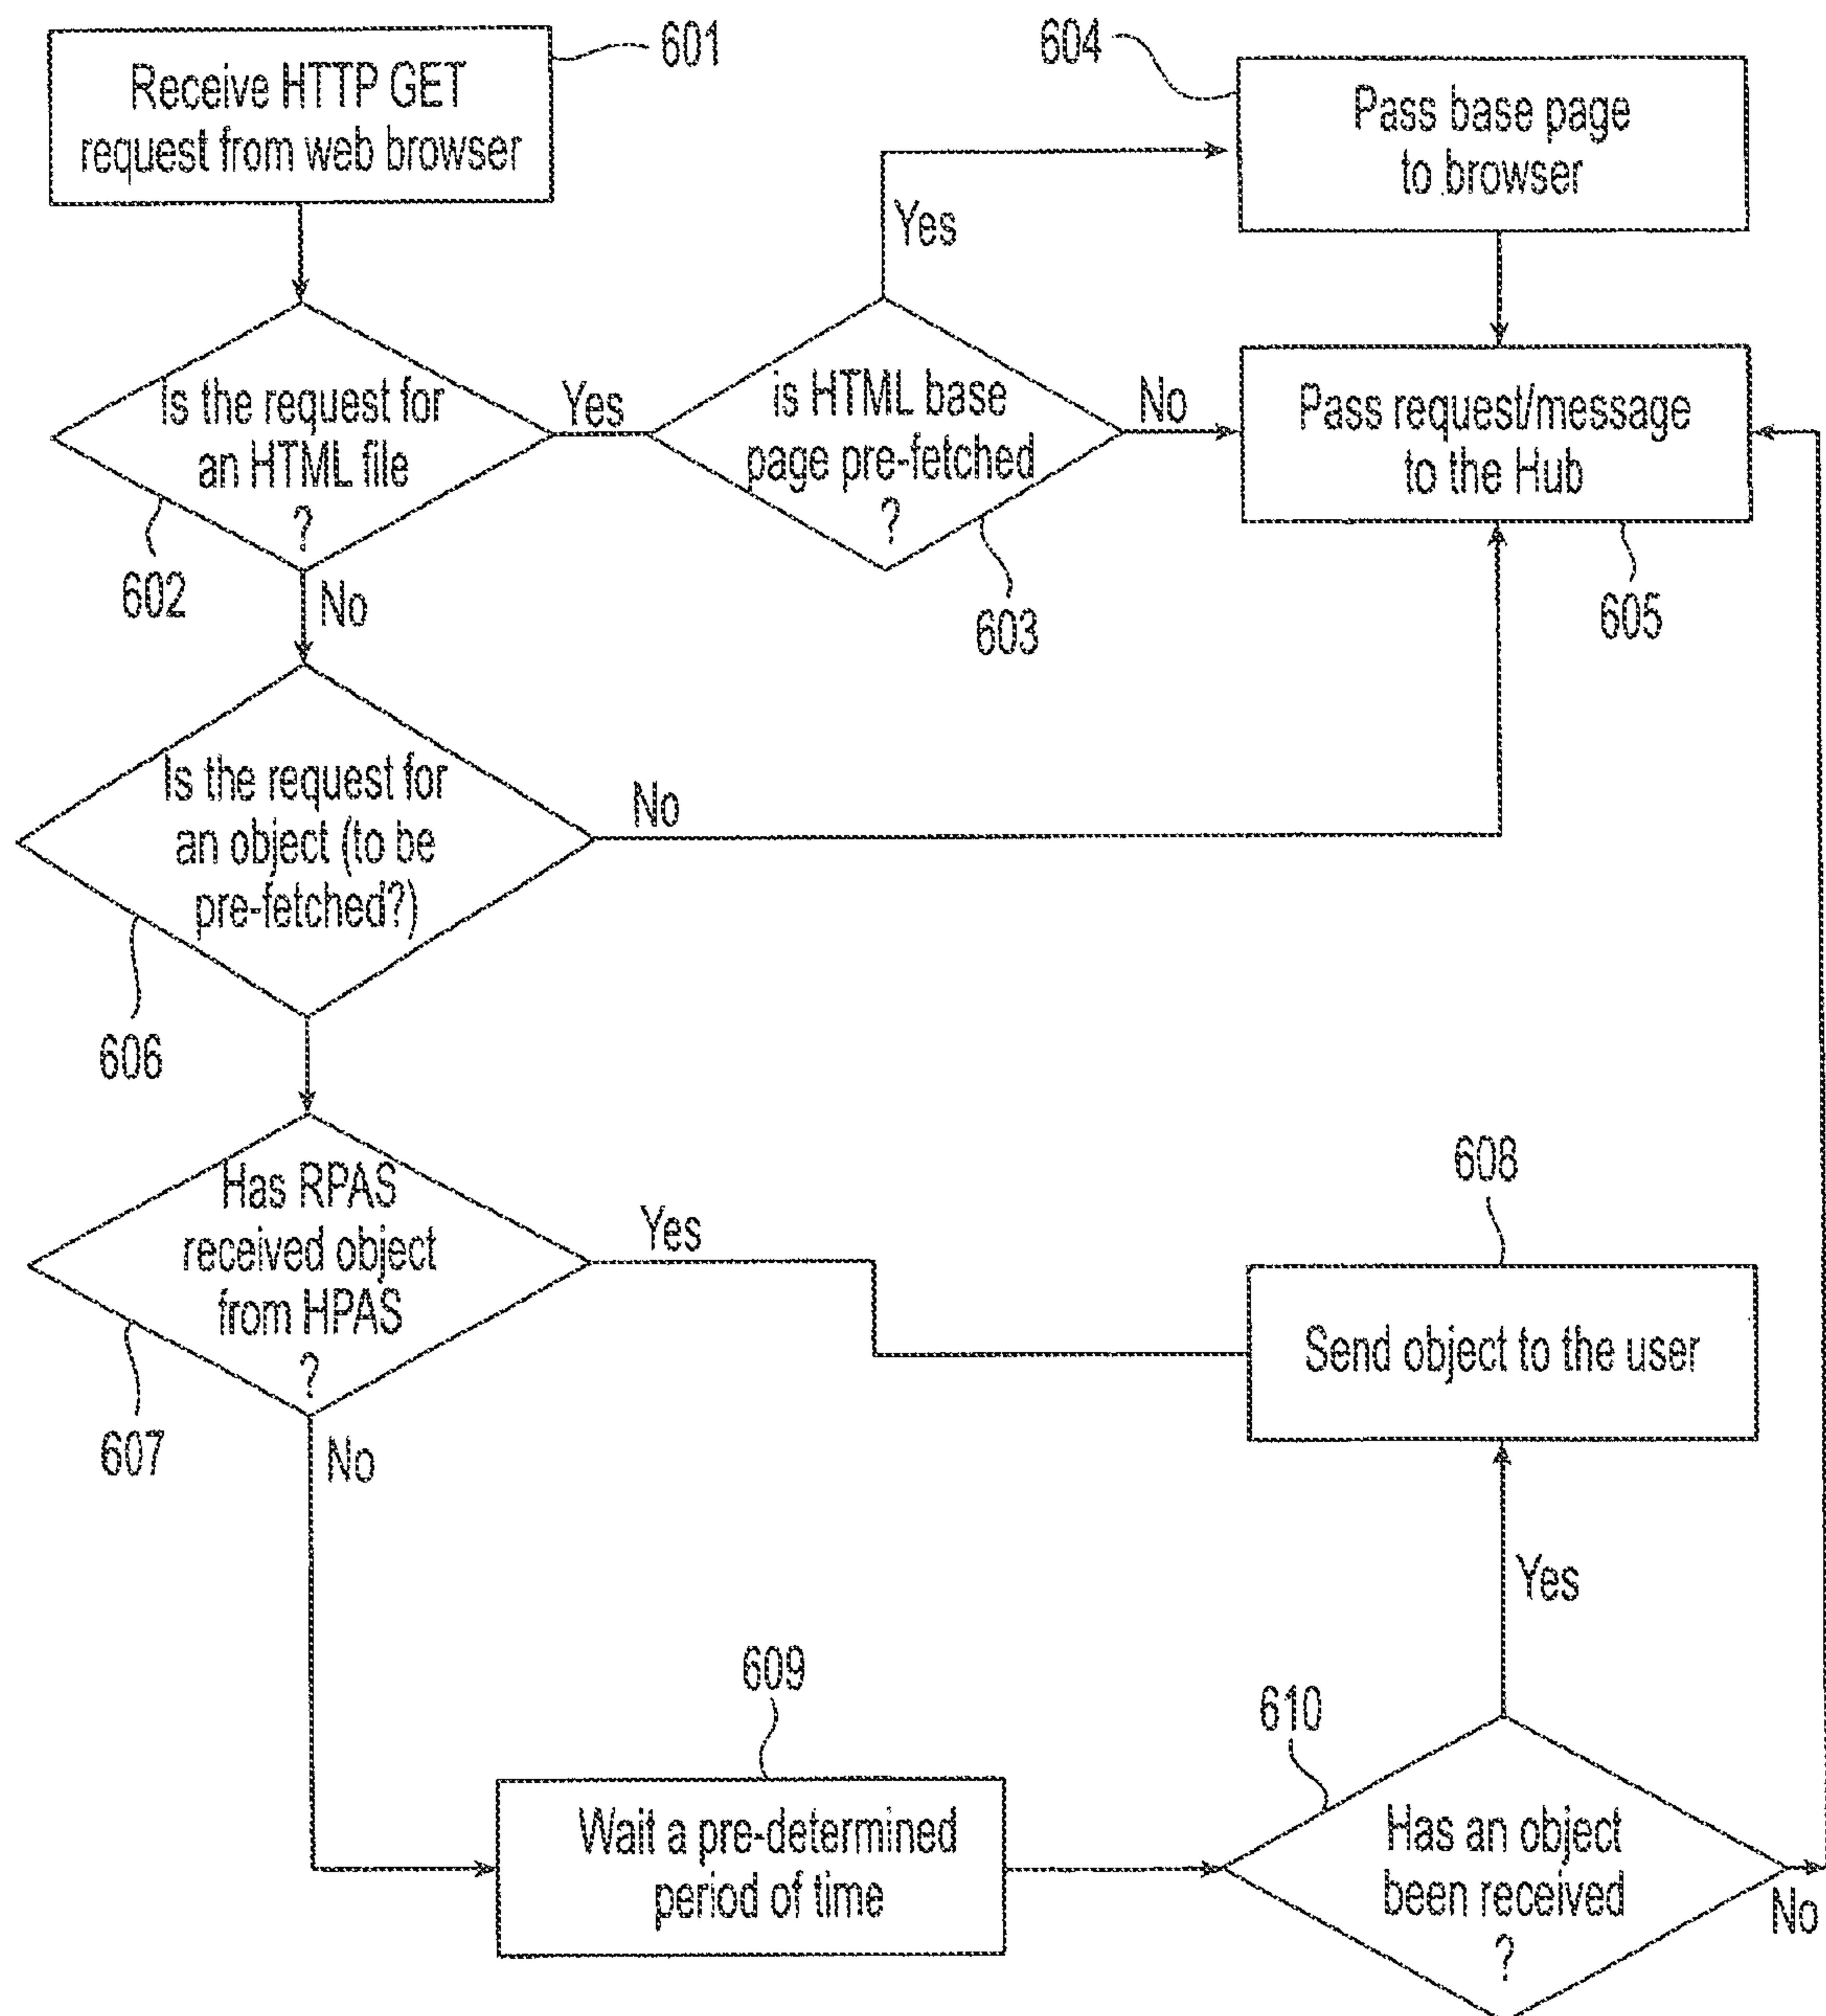 601
Receive HTTP GET
request from web browser
604
Pass base page
to browser
Yes
Is the request for
an HTML file
?
602
Yes
is HTML base
page pre-fetched
?
603
No
Pass request/message
to the Hub
605
No
Is the request for
an object (to be
pre-fetched?)
606
No
Has RPAS
received object
from HPAS
?
607
Yes
608
Send object to the user
No
Yes
609
Wait a pre-determined
period of time
610
Has an object
been received
?
No